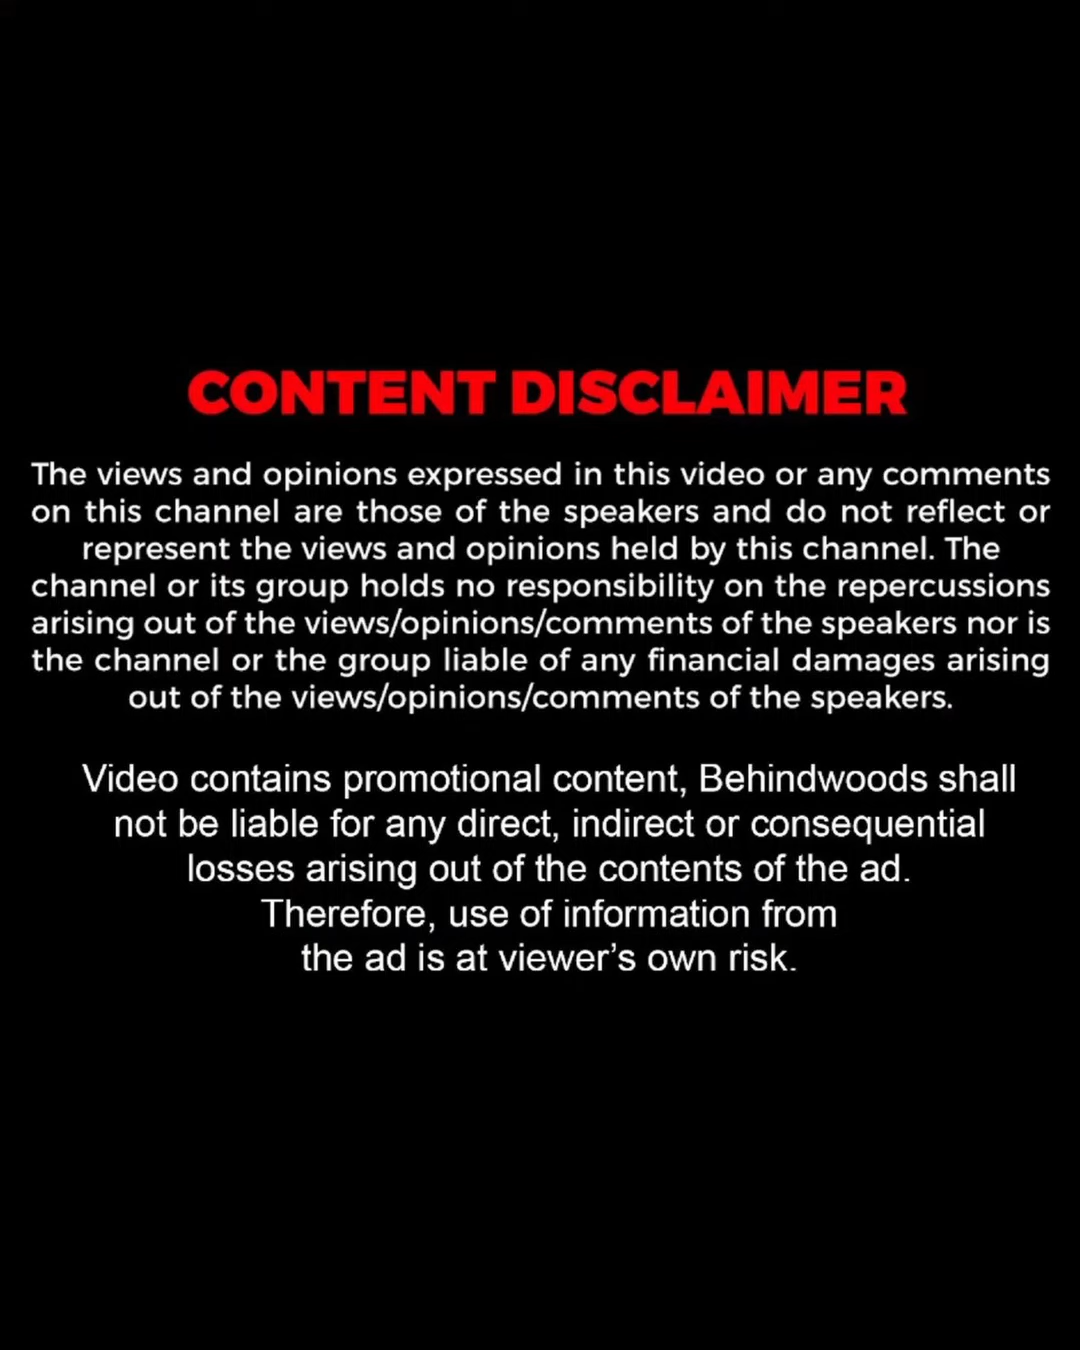 CONTENT DISCLAIMER
The views and opinions expressed in this video or any comments
on this channel are those of the speakers and do not reflect or
represent the views and opinions held by this channel. The
channel or its group holds no responsibility on the repercussions
arising out of the views/opinions/comments of the speakers nor is
the channel or the group liable of any financial damages arising
out of the views/opinions/comments of the speakers.
Video contains promotional content, Behindwoods shall
not be liable for any direct, indirect or consequential
losses arising out of the contents of the ad.
Therefore, use of information from
the ad is at viewer’s own risk.